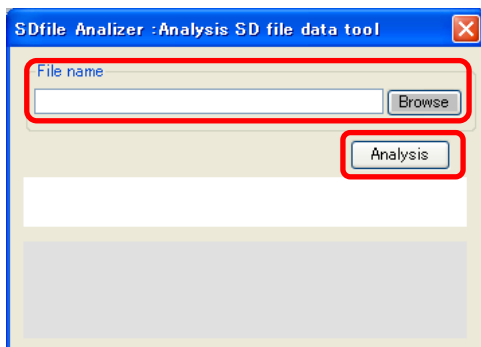 SDfile Analizer :Analysis SD file data tool
File name
Browse
Analysis